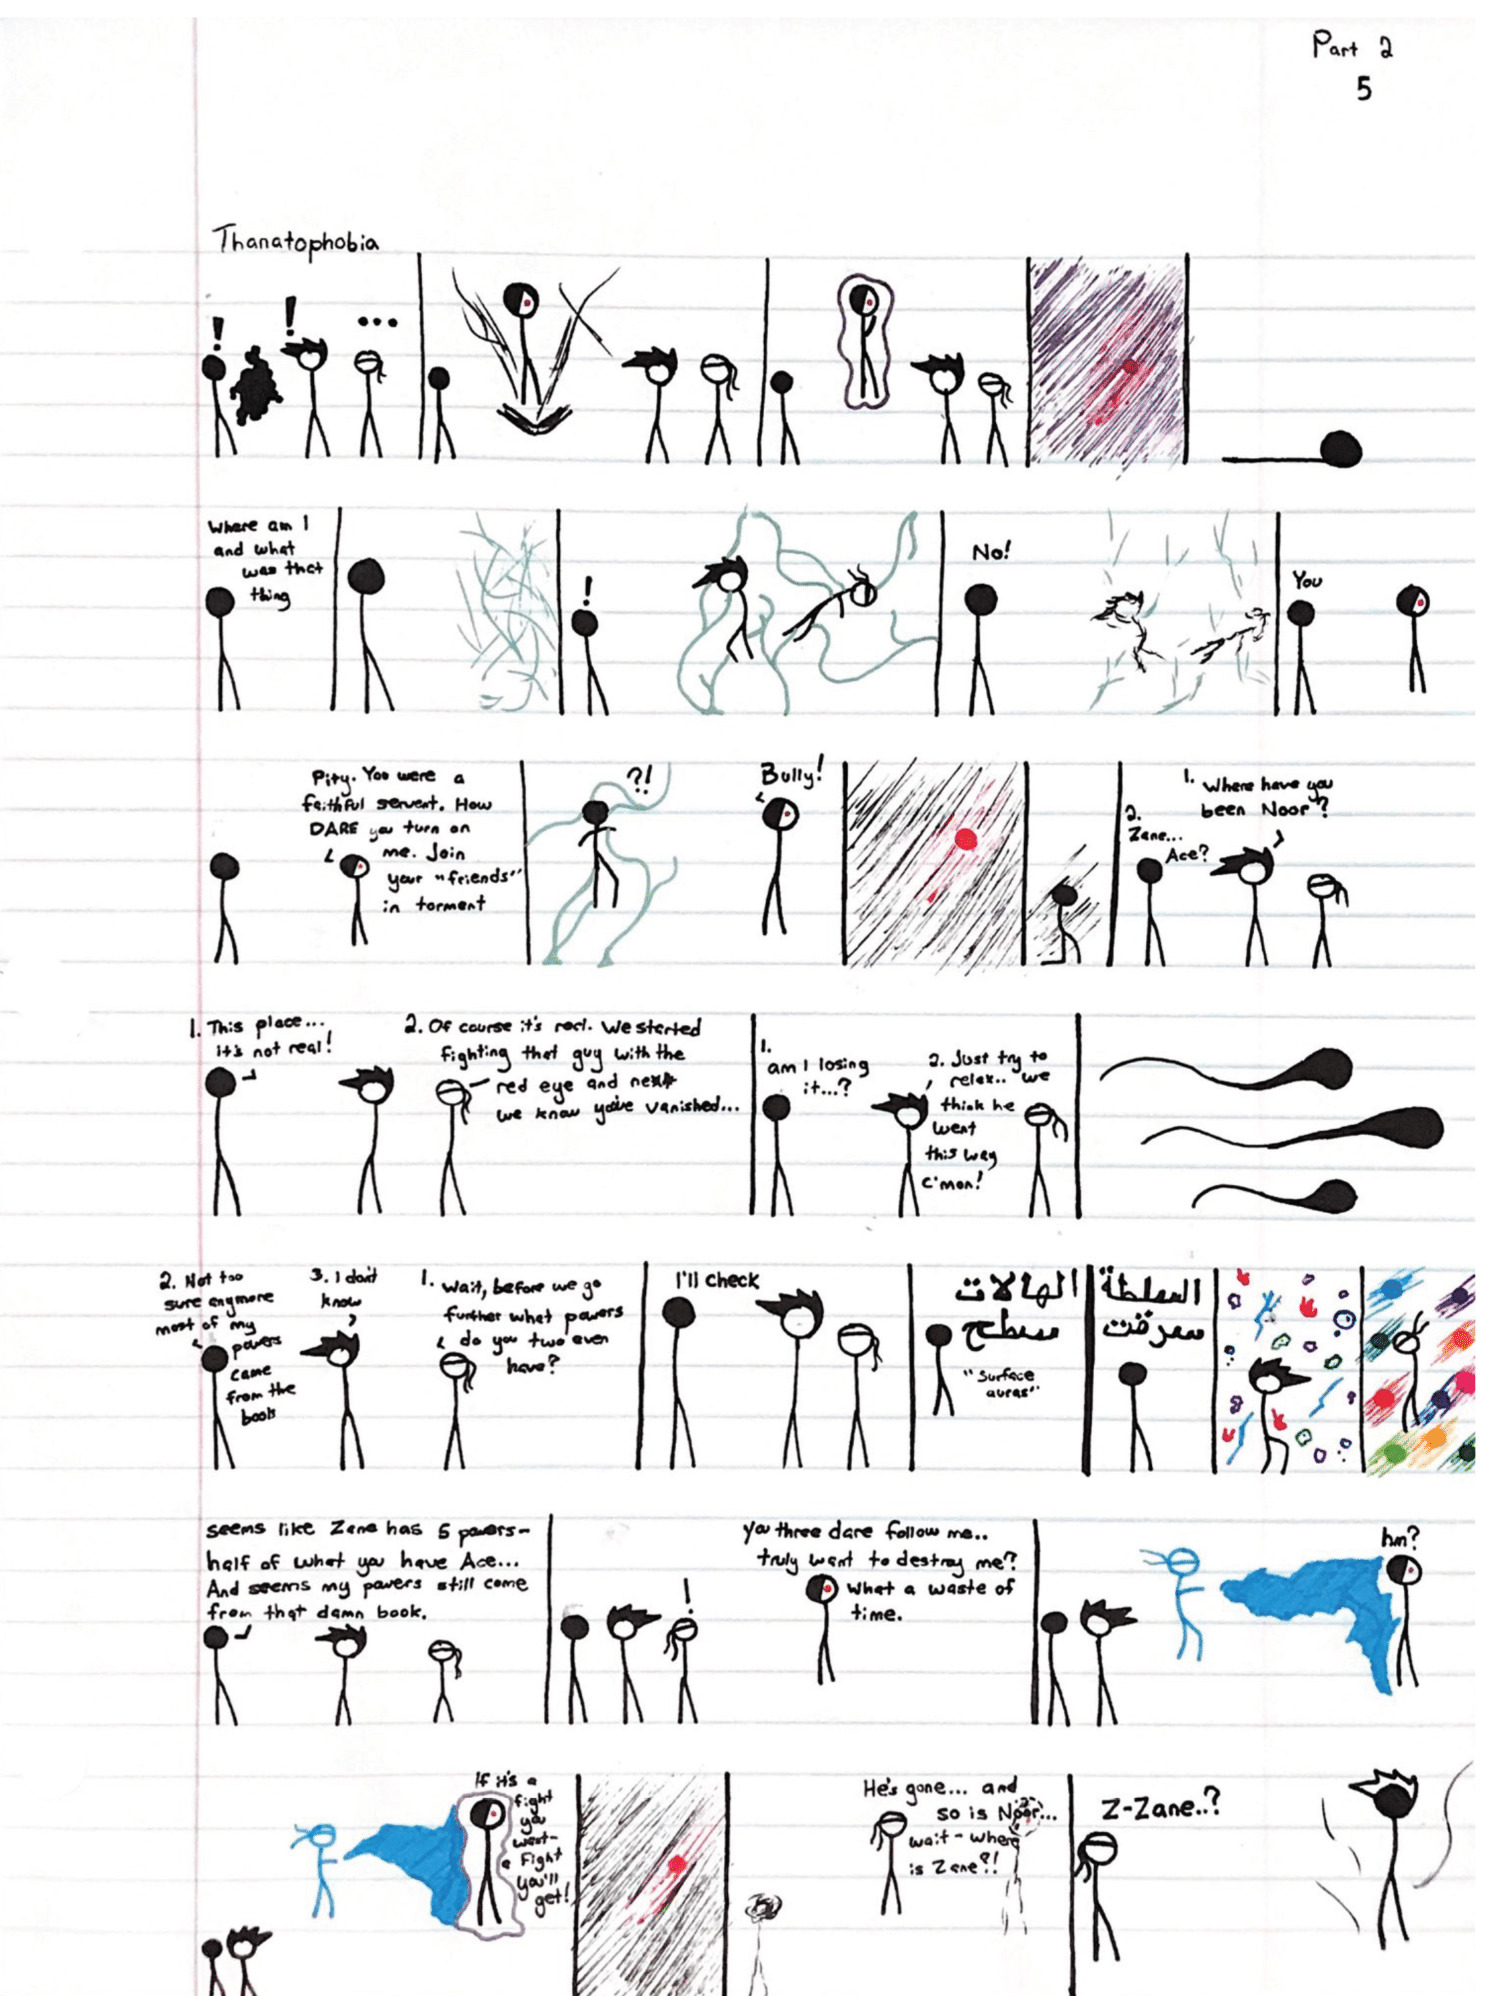 Part 2
5
Thanatophobia
!
!
...
Where am I
and what
was that
thing
!
No!
You
Pity. You were a
faithful servent. How
DARE you turn on
me. Join
your "friends"
in torment
?!
Bully!
1. Where have you
been Noor?
2.
Zane...
Ace?
1. This place...
it's not real!
2. Of course it's real. We started
fighting that guy with the
red eye and next
we know you've vanished...
1.
am I losing
it...?
2. Just try to
relax.. we
think he
went
this way
c'mon!
2. Not too
sure anymore
most of my
powers
came
from the
book
3. I don't
know
1. Wait, before we go
further what powers
do you two even
have?
I'll check
الهالات
سطح
"Surface
auras"
السلطة
معرفت
seems like Zane has 5 powers-
half of what you have Ace...
And seems my powers still come
from that damn book.
!
you three dare follow me..
truly want to destroy me?
What a waste of
time.
hm?
If it's a
fight
you
want-
a fight
you'll
get!
He's gone... and
so is Noor...
wait - where
is Zane?!
Z-Zane..?